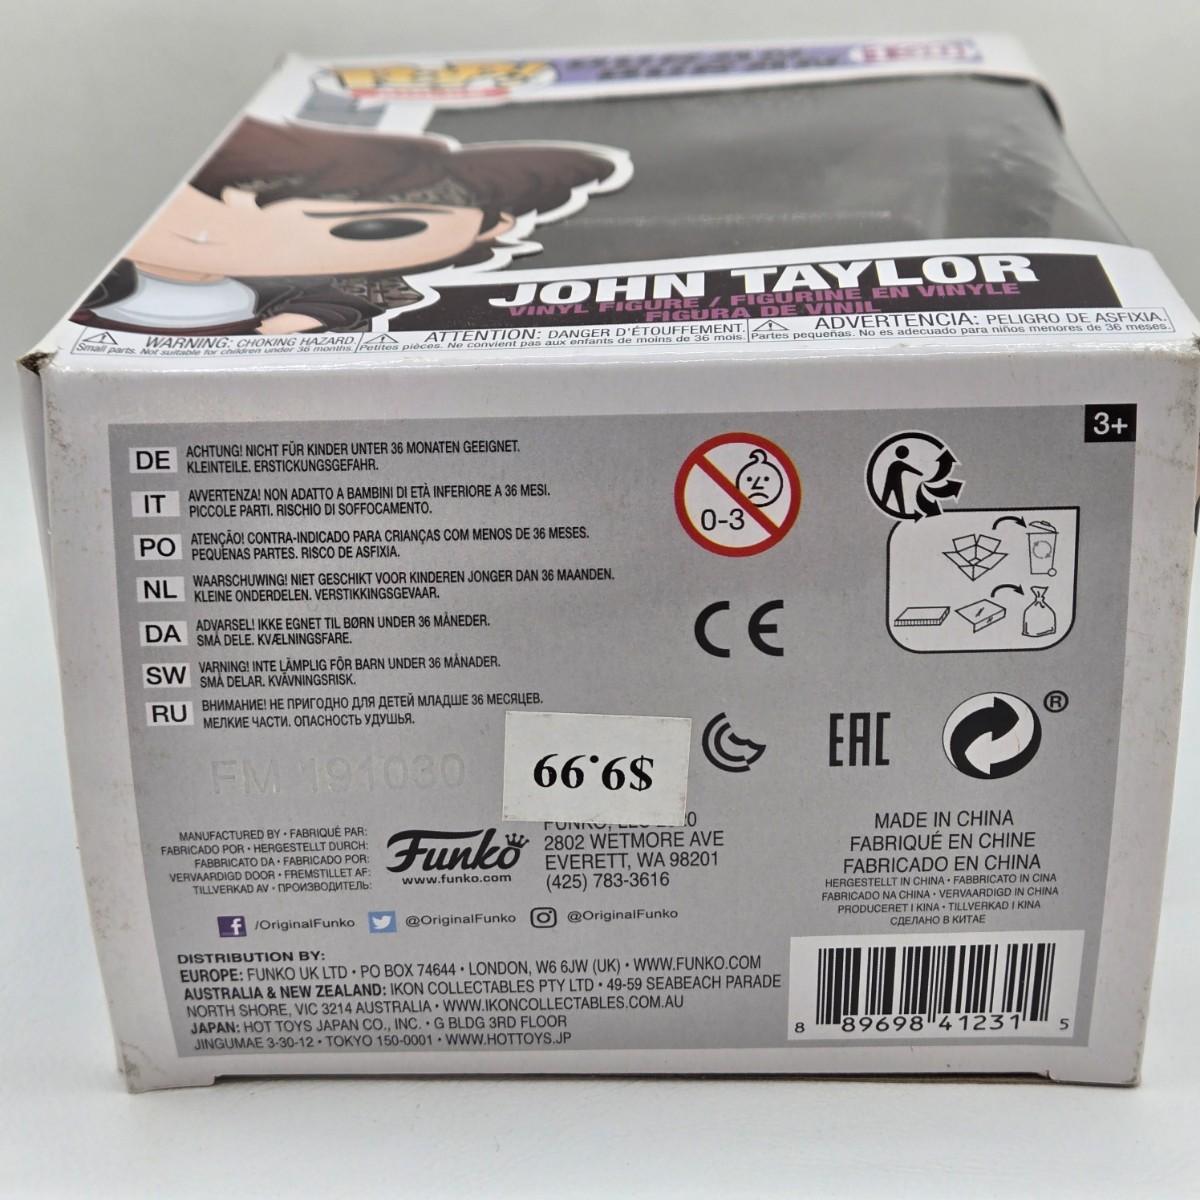 POP!
DURAN DURAN
JOHN TAYLOR
VINYL FIGURE / FIGURINE EN VINYLE
FIGURA DE VINIL
WARNING: CHOKING HAZARD.
Small parts. Not suitable for children under 36 months.
ATTENTION: DANGER D'ÉTOUFFEMENT.
Petites pièces. Ne convient pas aux enfants de moins de 36 mois.
ADVERTENCIA: PELIGRO DE ASFIXIA.
Partes pequeñas. No es adecuado para niños menores de 36 meses.
3+
DE ACHTUNG! NICHT FÜR KINDER UNTER 36 MONATEN GEEIGNET.
KLEINTEILE. ERSTICKUNGSGEFAHR.
IT AVVERTENZA! NON ADATTO A BAMBINI DI ETÀ INFERIORE A 36 MESI.
PICCOLE PARTI. RISCHIO DI SOFFOCAMENTO.
PO ATENÇÃO! CONTRA-INDICADO PARA CRIANÇAS COM MENOS DE 36 MESES.
PEQUENAS PARTES. RISCO DE ASFIXIA.
NL WAARSCHUWING! NIET GESCHIKT VOOR KINDEREN JONGER DAN 36 MAANDEN.
KLEINE ONDERDELEN. VERSTIKKINGSGEVAAR.
DA ADVARSEL! IKKE EGNET TIL BØRN UNDER 36 MÅNEDER.
SMÅ DELE. KVÆLNINGSFARE.
SW VARNING! INTE LÄMPLIG FÖR BARN UNDER 36 MÅNADER.
SMÅ DELAR. KVÄVNINGSRISK.
RU ВНИМАНИЕ! НЕ ПРИГОДНО ДЛЯ ДЕТЕЙ МЛАДШЕ 36 МЕСЯЦЕВ.
МЕЛКИЕ ЧАСТИ. ОПАСНОСТЬ УДУШЬЯ.
0-3
CE
EAC
®
FM 191030
$9.99
MANUFACTURED BY • FABRIQUÉ PAR:
FABRICADO POR • HERGESTELLT DURCH:
FABBRICATO DA • FABRICADO POR:
VERVAARDIGD DOOR • FREMSTILLET AF:
TILLVERKAD AV • ПРОИЗВОДИТЕЛЬ:
Funko
www.funko.com
FUNKO, LLC
2802 WETMORE AVE
EVERETT, WA 98201
(425) 783-3616
/OriginalFunko @OriginalFunko @OriginalFunko
MADE IN CHINA
FABRIQUÉ EN CHINE
FABRICADO EN CHINA
HERGESTELLT IN CHINA • FABBRICATO IN CINA
FABRICADO NA CHINA • VERVAARDIGD IN CHINA
PRODUCERET I KINA • TILLVERKAD I KINA
СДЕЛАНО В КИТАЕ
DISTRIBUTION BY:
EUROPE: FUNKO UK LTD • PO BOX 74644 • LONDON, W6 6JW (UK) • WWW.FUNKO.COM
AUSTRALIA & NEW ZEALAND: IKON COLLECTABLES PTY LTD • 49-59 SEABEACH PARADE
NORTH SHORE, VIC 3214 AUSTRALIA • WWW.IKONCOLLECTABLES.COM.AU
JAPAN: HOT TOYS JAPAN CO., INC. • G BLDG 3RD FLOOR
JINGUMAE 3-30-12 • TOKYO 150-0001 • WWW.HOTTOYS.JP
8 89698 41231 5